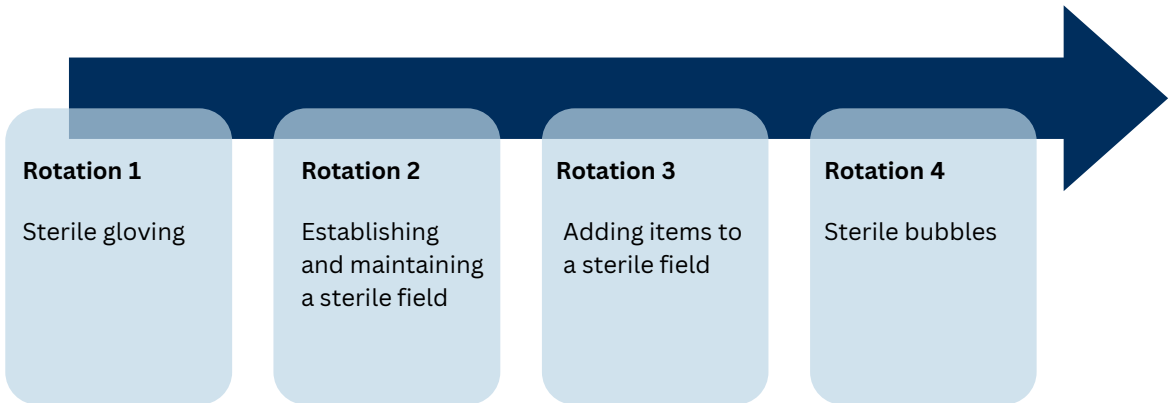 Rotation 1
Sterile gloving
Rotation 2
Establishing
and maintaining
a sterile field
Rotation 3
Adding items to
a sterile field
Rotation 4
Sterile bubbles